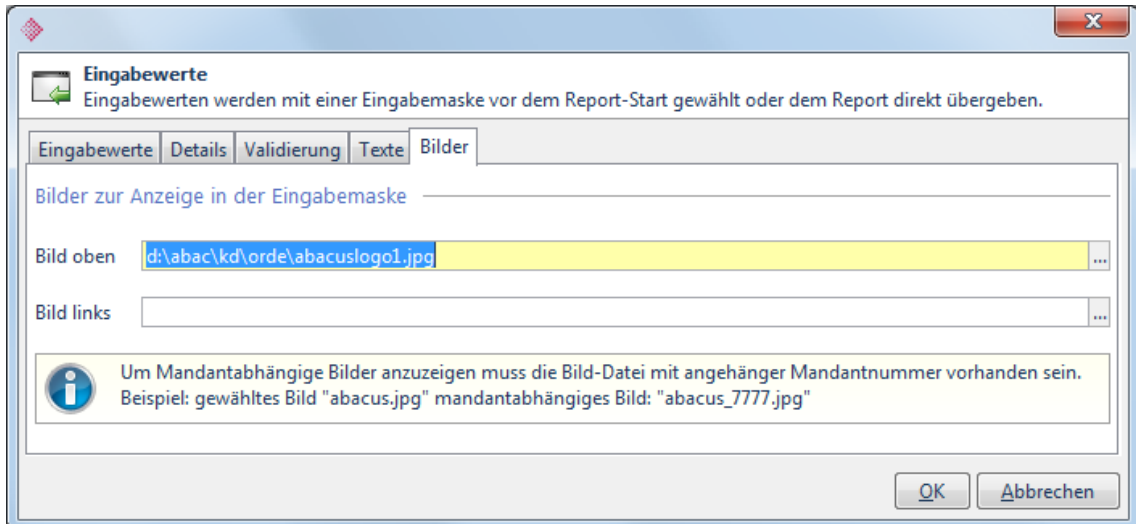 Eingabewerte
Eingabewerten werden mit einer Eingabemaske vor dem Report-Start gewählt oder dem Report direkt übergeben.
Eingabewerte Details Validierung Texte Bilder
Bilder zur Anzeige in der Eingabemaske
Bild oben d:\abac\kd\orde\abacuslogo1.jpg ...
Bild links ...
Um Mandantabhängige Bilder anzuzeigen muss die Bild-Datei mit angehänger Mandantnummer vorhanden sein.
Beispiel: gewähltes Bild "abacus.jpg" mandantabhängiges Bild: "abacus_7777.jpg"
OK Abbrechen